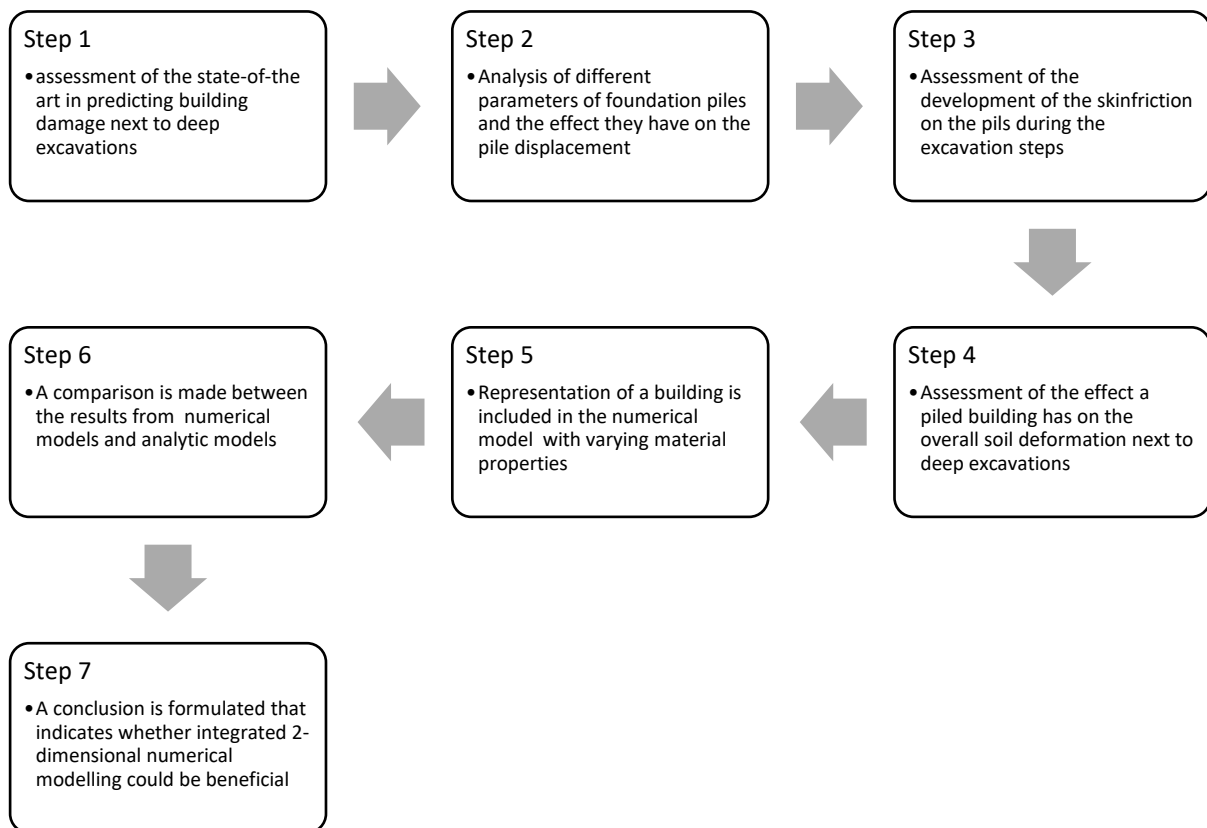 Step 1
•assessment of the state-of-the
art in predicting building
damage next to deep
excavations
Step 2
•Analysis of different
parameters of foundation piles
and the effect they have on the
pile displacement
Step 3
•Assessment of the
development of the skinfriction
on the pils during the
excavation steps
Step 4
•Assessment of the effect a
piled building has on the
overall soil deformation next to
deep excavations
Step 5
•Representation of a building is
included in the numerical
model with varying material
properties
Step 6
•A comparison is made between
the results from numerical
models and analytic models
Step 7
•A conclusion is formulated that
indicates whether integrated 2-
dimensional numerical
modelling could be beneficial